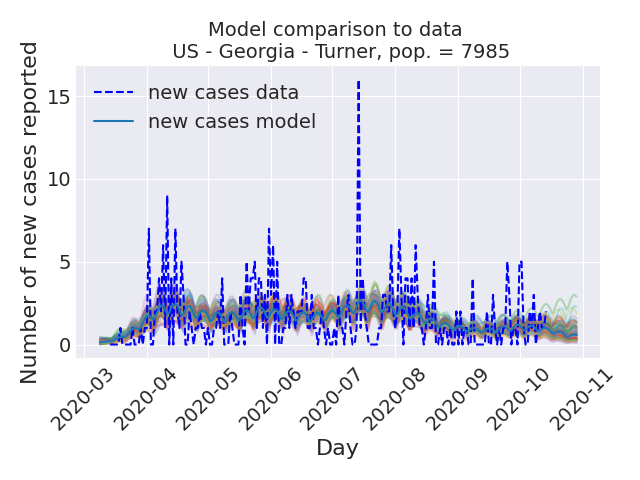 Model comparison to data
US - Georgia - Turner, pop. = 7985
Number of new cases reported
15
10
5
0
new cases data
new cases model
2020-03
2020-04
2020-05
2020-06
2020-07
2020-08
2020-09
2020-10
2020-11
Day